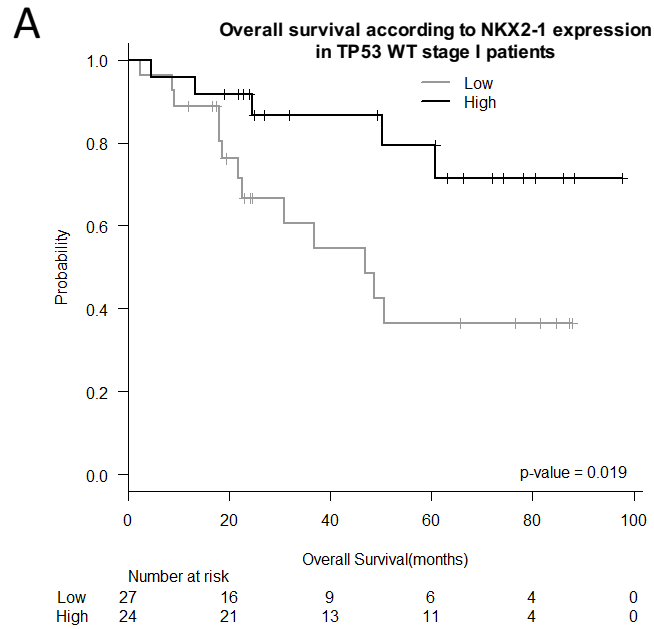 A
Overall survival according to NKX2-1 expression
in TP53 WT stage I patients
Low
High
1.0
0.8
0.6
0.4
0.2
0.0
Probability
p-value = 0.019
0 20 40 60 80 100
Overall Survival(months)
Number at risk
Low 27 16 9 6 4 0
High 24 21 13 11 4 0